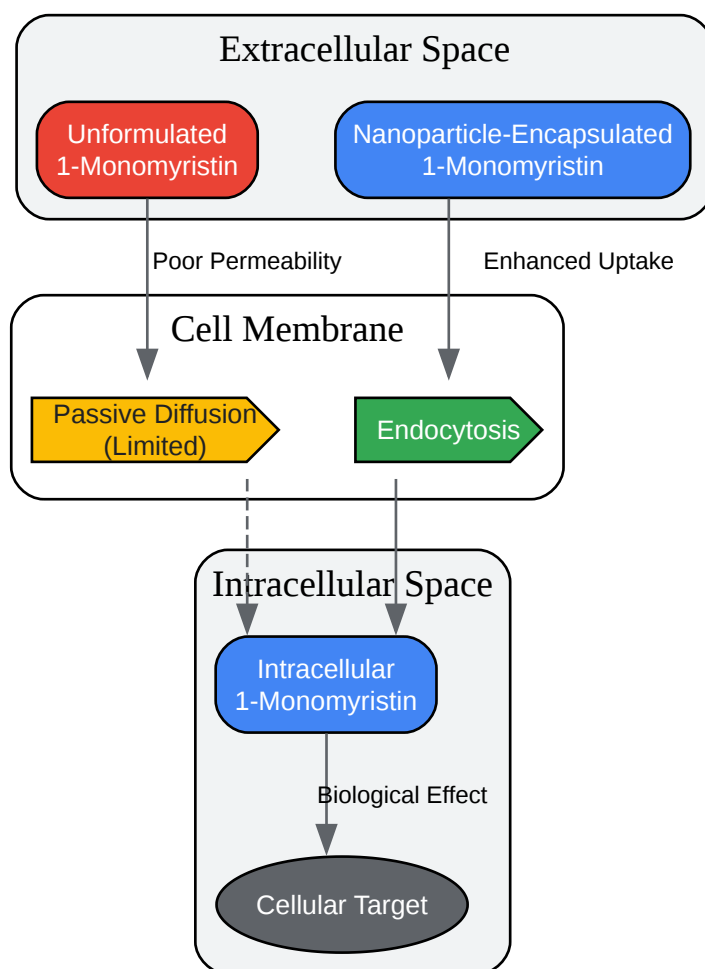 Extracellular Space
Unformulated
1-Monomyristin
Nanoparticle-Encapsulated
1-Monomyristin
Poor Permeability
Enhanced Uptake
Cell Membrane
Passive Diffusion
(Limited)
Endocytosis
Intracellular Space
Intracellular
1-Monomyristin
Biological Effect
Cellular Target